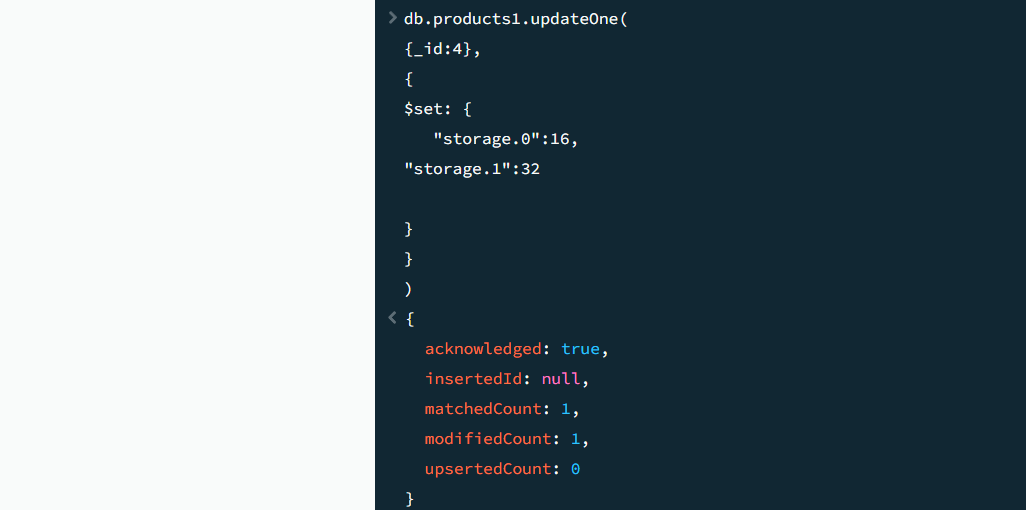 > db.products1.updateOne(
{_id:4},
{
$set: {
"storage.0":16,
"storage.1":32
}
}
)
< {
acknowledged: true,
insertedId: null,
matchedCount: 1,
modifiedCount: 1,
upsertedCount: 0
}